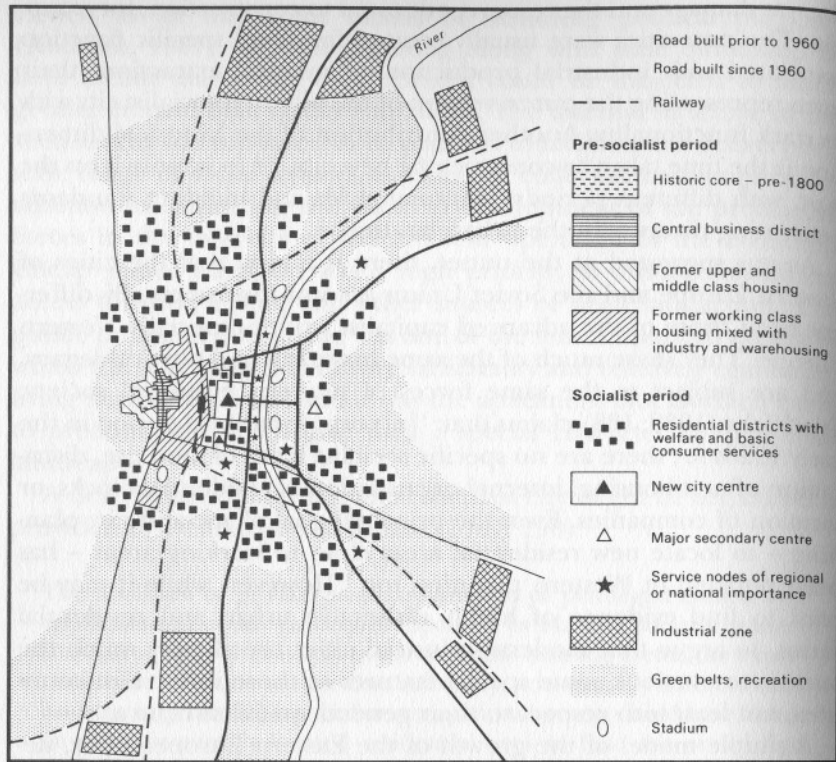 River
Road built prior to 1960
Road built since 1960
Railway
Pre-socialist period
Historic core – pre-1800
Central business district
Former upper and
middle class housing
Former working class
housing mixed with
industry and warehousing
Socialist period
Residential districts with
welfare and basic
consumer services
New city centre
Major secondary centre
Service nodes of regional
or national importance
Industrial zone
Green belts, recreation
Stadium